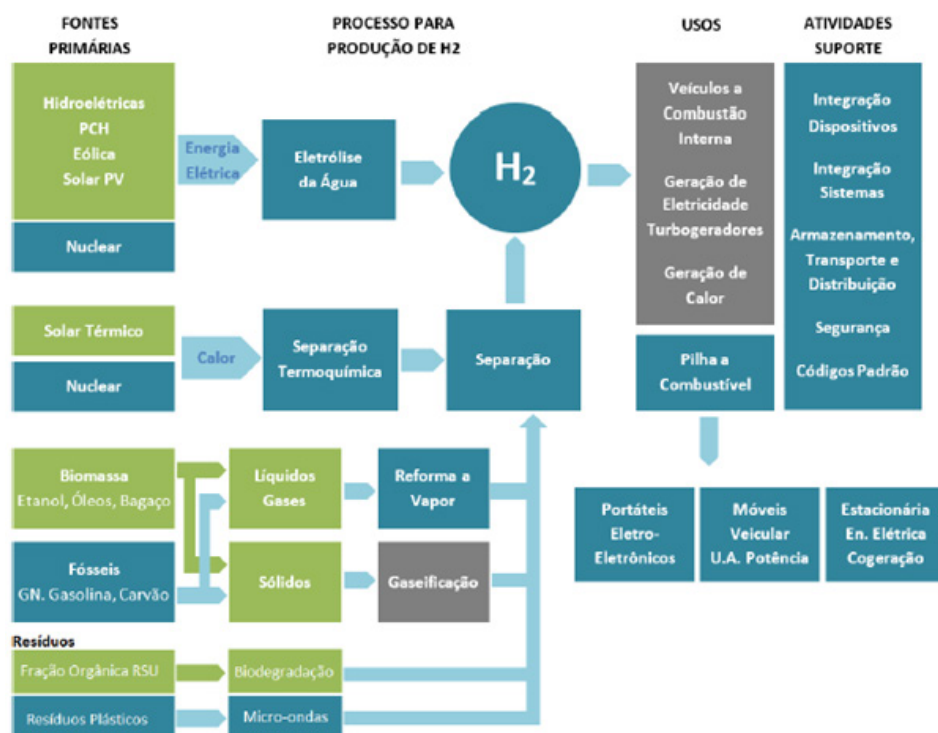 FONTES
PRIMÁRIAS
PROCESSO PARA
PRODUÇÃO DE H2
USOS
ATIVIDADES
SUPORTE
Hidroelétricas
PCH
Eólica
Solar PV
Nuclear
Energia
Elétrica
Eletrólise
da Água
H2
Veículos a
Combustão
Interna
Geração de
Eletricidade
Turbogeradores
Geração de
Calor
Integração
Dispositivos
Integração
Sistemas
Armazenamento,
Transporte e
Distribuição
Segurança
Códigos Padrão
Solar Térmico
Nuclear
Calor
Separação
Termoquímica
Separação
Pilha a
Combustível
Biomassa
Etanol, Óleos, Bagaço
Líquidos
Gases
Reforma a
Vapor
Portáteis
Eletro-
Eletrônicos
Móveis
Veicular
U.A. Potência
Estacionária
En. Elétrica
Cogeração
Fósseis
GN. Gasolina, Carvão
Sólidos
Gaseificação
Resíduos
Fração Orgânica RSU
Biodegradação
Resíduos Plásticos
Micro-ondas